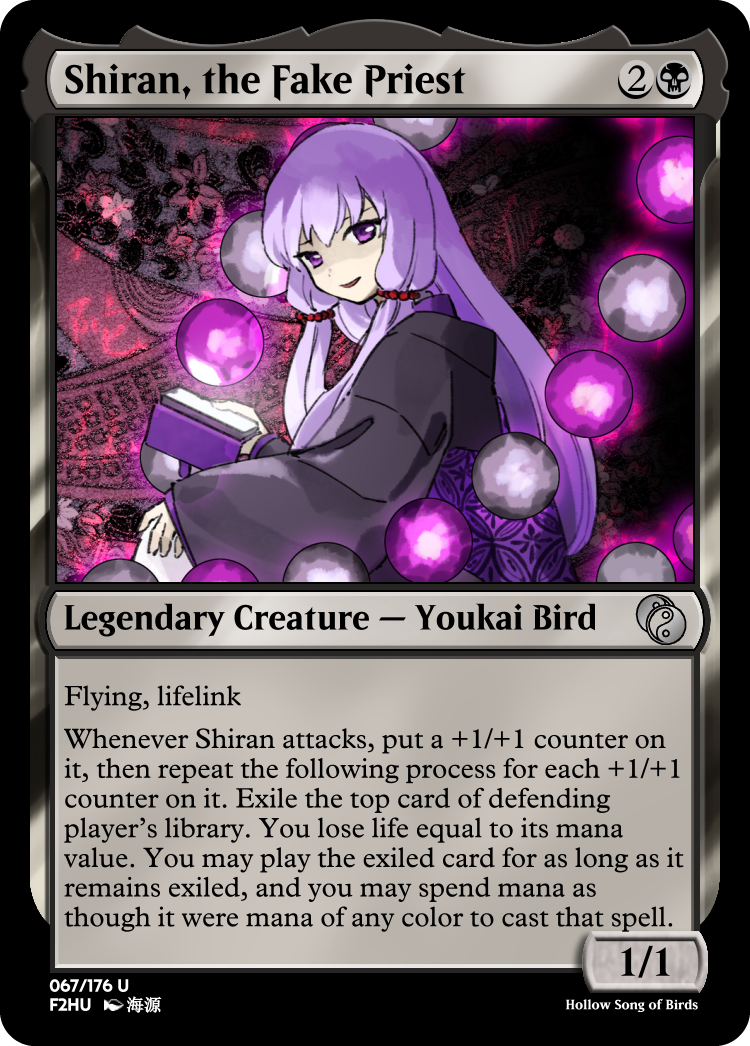 Shiran, the Fake Priest 2
Legendary Creature — Youkai Bird
Flying, lifelink
Whenever Shiran attacks, put a +1/+1 counter on
it, then repeat the following process for each +1/+1
counter on it. Exile the top card of defending
player's library. You lose life equal to its mana
value. You may play the exiled card for as long as it
remains exiled, and you may spend mana as
though it were mana of any color to cast that spell.
1/1
067/176 U
F2HU 海源
Hollow Song of Birds